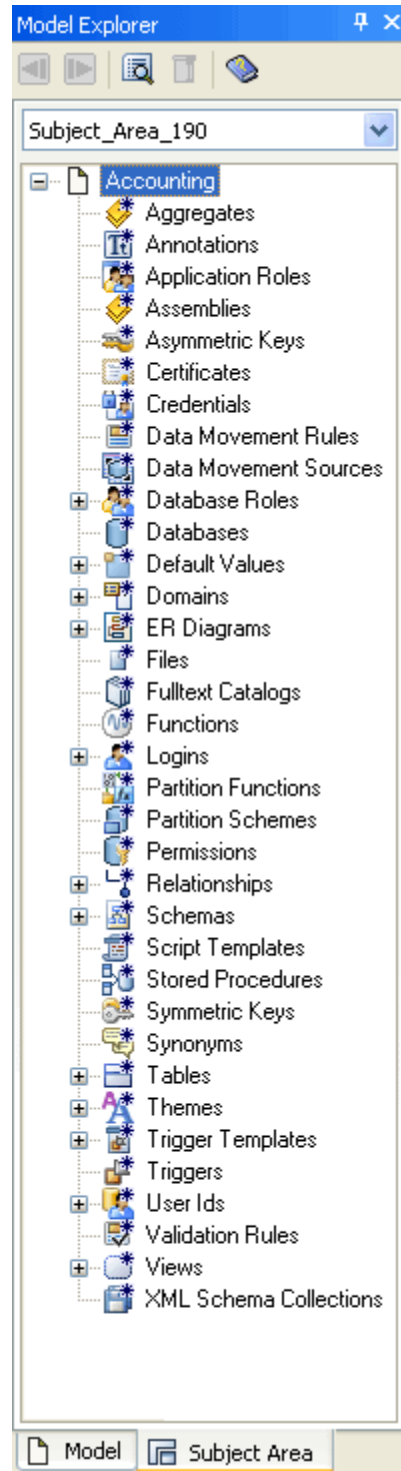 Model Explorer
Subject_Area_190
Accounting
Aggregates
Annotations
Application Roles
Assemblies
Asymmetric Keys
Certificates
Credentials
Data Movement Rules
Data Movement Sources
Database Roles
Databases
Default Values
Domains
ER Diagrams
Files
Fulltext Catalogs
Functions
Logins
Partition Functions
Partition Schemes
Permissions
Relationships
Schemas
Script Templates
Stored Procedures
Symmetric Keys
Synonyms
Tables
Themes
Trigger Templates
Triggers
User Ids
Validation Rules
Views
XML Schema Collections
Model Subject Area